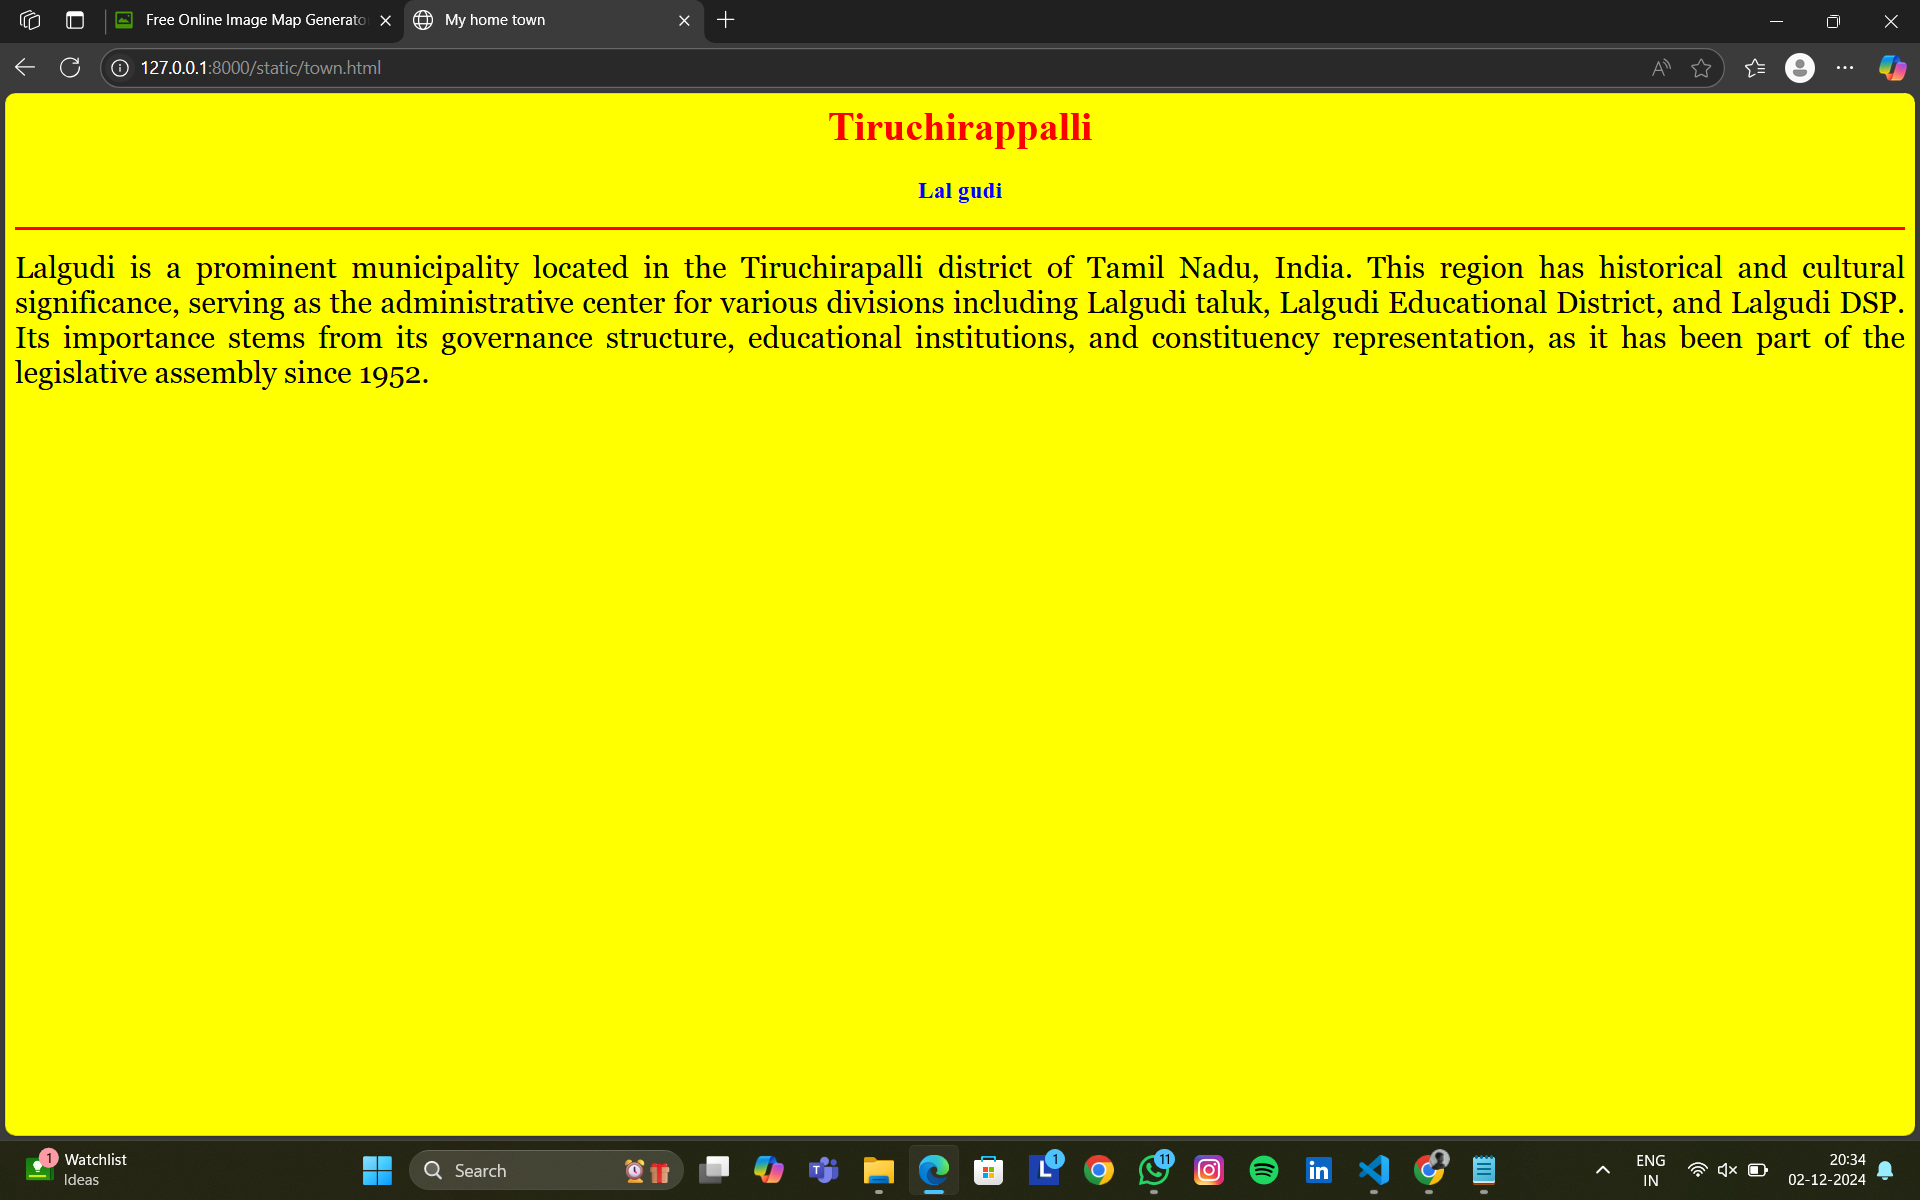 Free Online Image Map Generato
My home town
127.0.0.1:8000/static/town.html
Tiruchirappalli
Lal gudi
Lalgudi is a prominent municipality located in the Tiruchirapalli district of Tamil Nadu, India. This region has historical and cultural
significance, serving as the administrative center for various divisions including Lalgudi taluk, Lalgudi Educational District, and Lalgudi DSP.
Its importance stems from its governance structure, educational institutions, and constituency representation, as it has been part of the
legislative assembly since 1952.
1
Watchlist
Ideas
Search
L
1
11
in
ENG
IN
20:34
02-12-2024